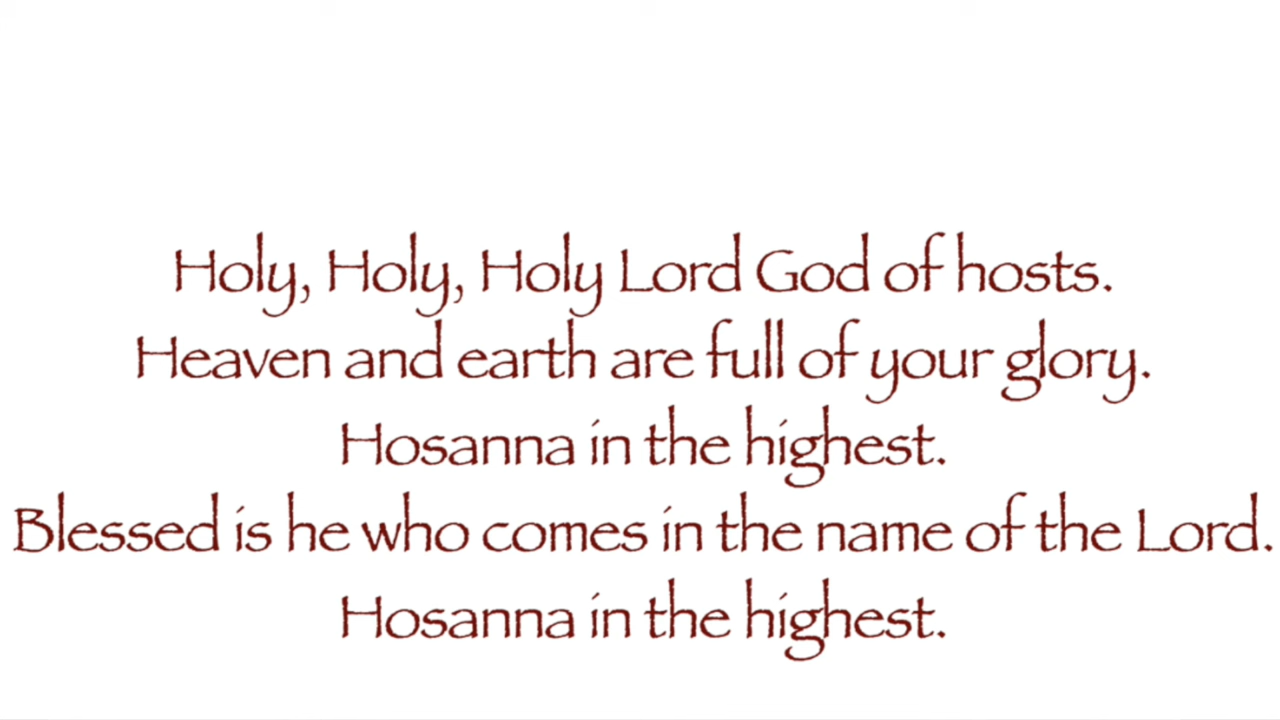 Holy, Holy, Holy Lord God of hosts.
Heaven and earth are full of your glory.
Hosanna in the highest.
Blessed is he who comes in the name of the Lord.
Hosanna in the highest.